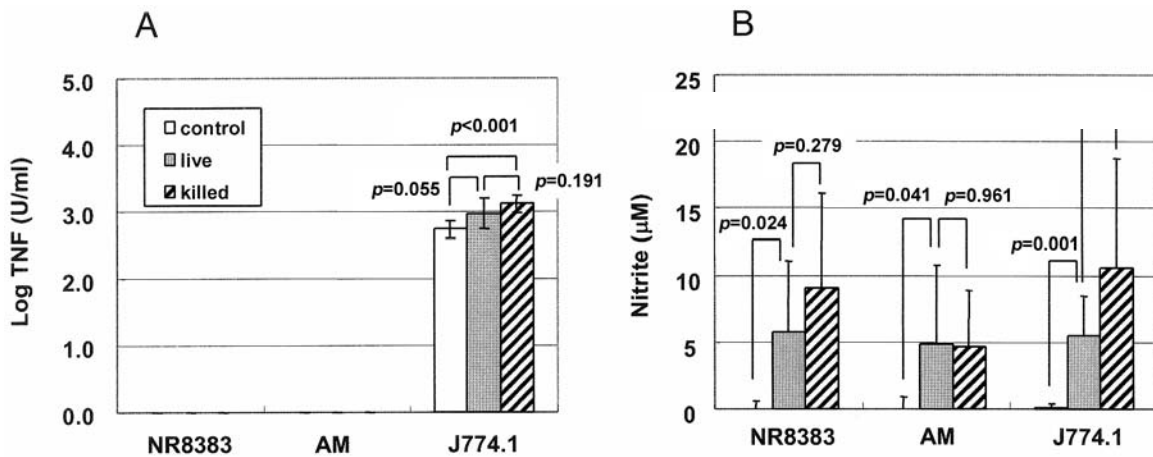 A
Log TNF (U/ml)
5.0
4.0
3.0
2.0
1.0
0.0
control
live
killed
p<0.001
p=0.055
p=0.191
NR8383 AM J774.1
B
Nitrite (μM)
25
20
15
10
5
0
p=0.279
p=0.024
p=0.041
p=0.961
p=0.001
NR8383 AM J774.1